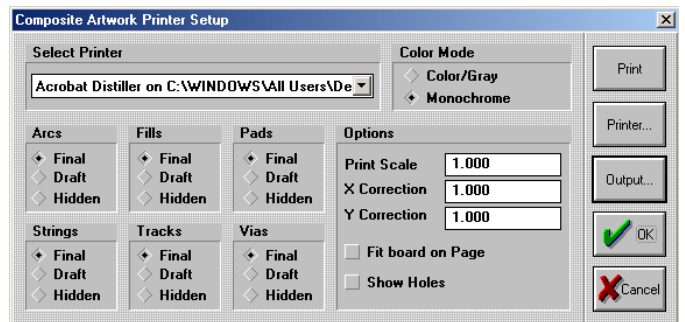 Composite Artwork Printer Setup
Select Printer
Acrobat Distiller on C:\WINDOWS\All Users\De
Color Mode
Color/Gray
Monochrome
Print
Printer...
Output...
OK
Cancel
Arcs
Final
Draft
Hidden
Fills
Final
Draft
Hidden
Pads
Final
Draft
Hidden
Options
Print Scale 1.000
X Correction 1.000
Y Correction 1.000
Fit board on Page
Show Holes
Strings
Final
Draft
Hidden
Tracks
Final
Draft
Hidden
Vias
Final
Draft
Hidden